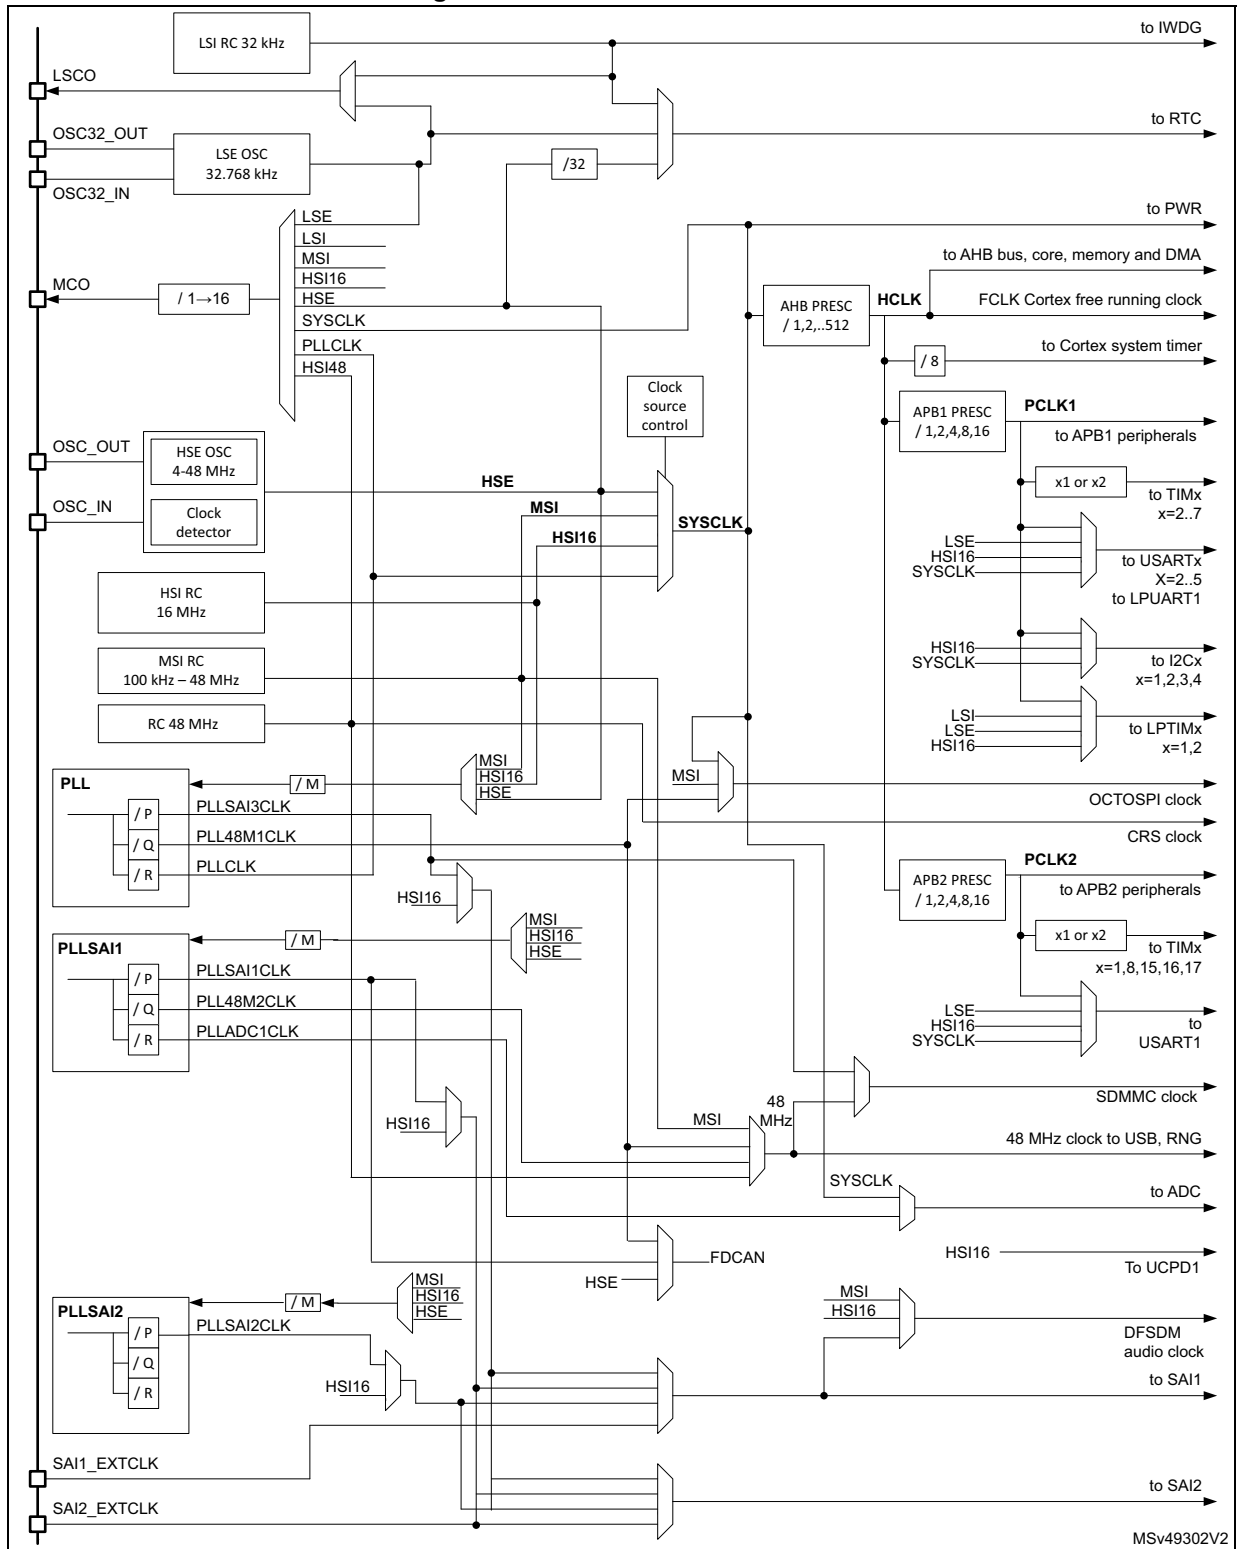 to IWDG
LSI RC 32 kHz
LSCO
to RTC
OSC32_OUT
LSE OSC
32.768 kHz
/32
OSC32_IN
to PWR
LSE
LSI
MSI
HSI16
HSE
SYSCLK
PLLCLK
HSI48
MCO
/ 1→16
to AHB bus, core, memory and DMA
AHB PRESC
/ 1,2,..512
HCLK
FCLK Cortex free running clock
to Cortex system timer
/ 8
Clock
source
control
APB1 PRESC
/ 1,2,4,8,16
PCLK1
to APB1 peripherals
x1 or x2
to TIMx
x=2..7
OSC_OUT
HSE OSC
4-48 MHz
OSC_IN
Clock
detector
HSE
MSI
HSI16
SYSCLK
LSE
HSI16
SYSCLK
to USARTx
X=2..5
to LPUART1
HSI RC
16 MHz
HSI16
SYSCLK
to I2Cx
x=1,2,3,4
MSI RC
100 kHz – 48 MHz
RC 48 MHz
LSI
LSE
HSI16
to LPTIMx
x=1,2
MSI
HSI16
HSE
MSI
OCTOSPI clock
CRS clock
PLL
/ M
/ P
/ Q
/ R
PLLSAI3CLK
PLL48M1CLK
PLLCLK
HSI16
APB2 PRESC
/ 1,2,4,8,16
PCLK2
to APB2 peripherals
x1 or x2
to TIMx
x=1,8,15,16,17
PLLSAI1
/ M
MSI
HSI16
HSE
/ P
/ Q
/ R
PLLSAI1CLK
PLL48M2CLK
PLLADC1CLK
LSE
HSI16
SYSCLK
to
USART1
SDMMC clock
HSI16
MSI
48
MHz
48 MHz clock to USB, RNG
SYSCLK
to ADC
HSE
FDCAN
HSI16
To UCPD1
PLLSAI2
/ M
MSI
HSI16
HSE
/ P
/ Q
/ R
PLLSAI2CLK
HSI16
MSI
HSI16
DFSDM
audio clock
to SAI1
SAI1_EXTCLK
to SAI2
SAI2_EXTCLK
MSv49302V2